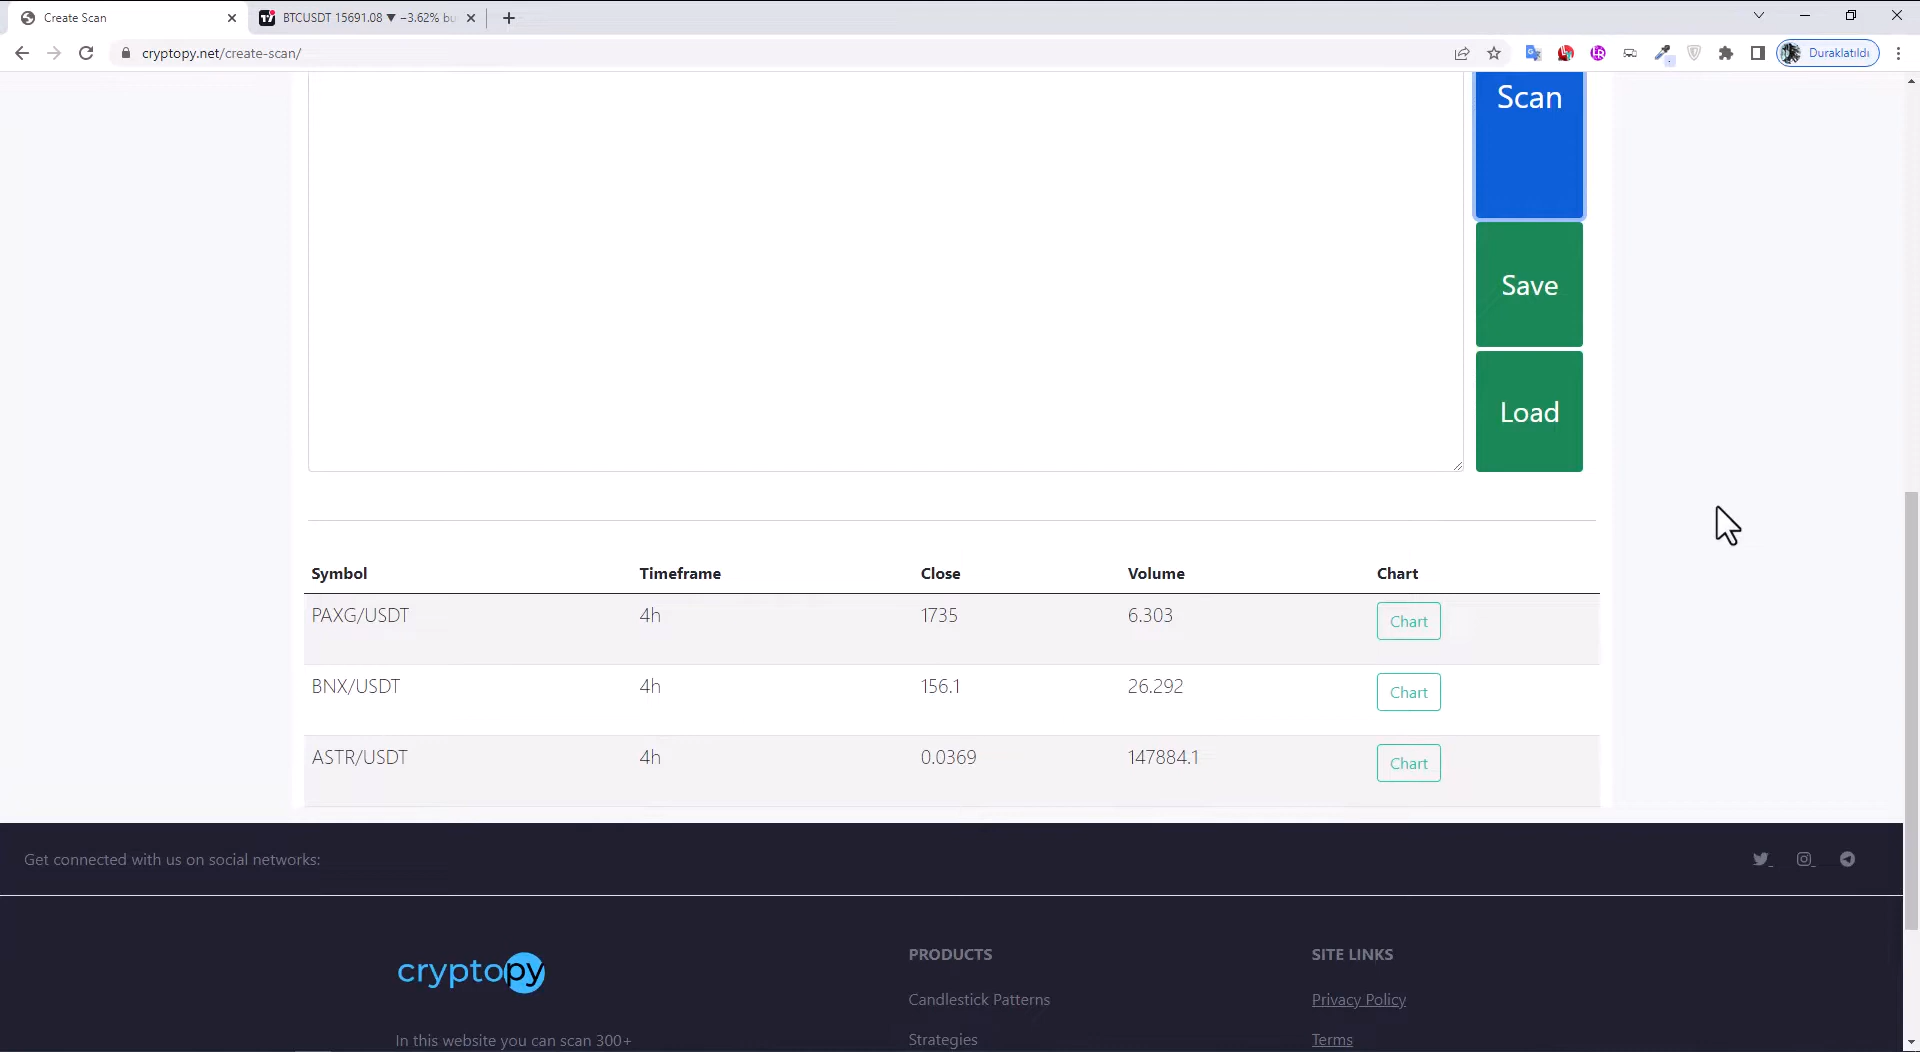 Create Scan
BTCUSDT 15691.08 ▼ −3.62%
cryptopy.net/create-scan/
Duraklatıldı
Scan
Save
Load
Symbol Timeframe Close Volume Chart
PAXG/USDT 4h 1735 6.303 Chart
BNX/USDT 4h 156.1 26.292 Chart
ASTR/USDT 4h 0.0369 147884.1 Chart
Get connected with us on social networks:
cryptopy
PRODUCTS
SITE LINKS
Candlestick Patterns
Privacy Policy
In this website you can scan 300+
Strategies
Terms